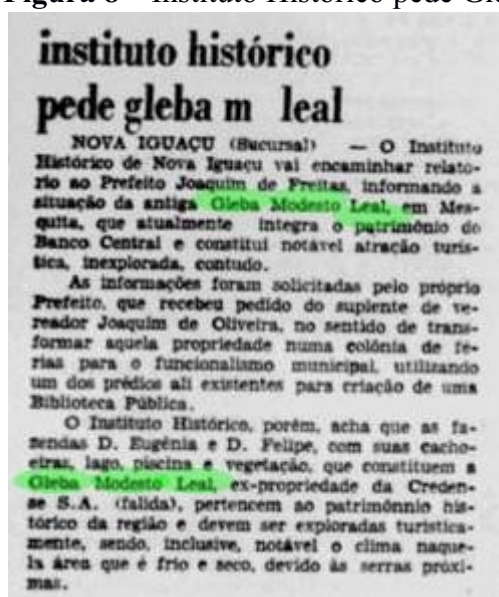 Figura 8 – Instituto Histórico pede Gle
instituto histórico
pede gleba m leal
NOVA IGUAÇU (Sucursal) — O Instituto
Histórico de Nova Iguaçu vai encaminhar relató-
rio ao Prefeito Joaquim de Freitas, informando a
situação da antiga Gleba Modesto Leal, em Mes-
quita, que atualmente integra o patrimônio do
Banco Central e constitui notável atração turís-
tica, inexplorada, contudo.
As informações foram solicitadas pelo próprio
Prefeito, que recebeu pedido do suplente de ve-
reador Joaquim de Oliveira, no sentido de trans-
formar aquela propriedade numa colônia de fé-
rias para o funcionalismo municipal, utilizando
um dos prédios ali existentes para criação de uma
Biblioteca Pública.
O Instituto Histórico, porém, acha que as fa-
zendas D. Eugênia e D. Felipe, com suas cacho-
eiras, lago, piscina e vegetação, que constituem a
Gleba Modesto Leal, ex-propriedade da Creden-
se S.A. (falida), pertencem ao patrimônnio his-
tórico da região e devem ser exploradas turistica-
mente, sendo, inclusive, notável o clima naque-
la área que é frio e seco, devido às serras próxi-
mas.